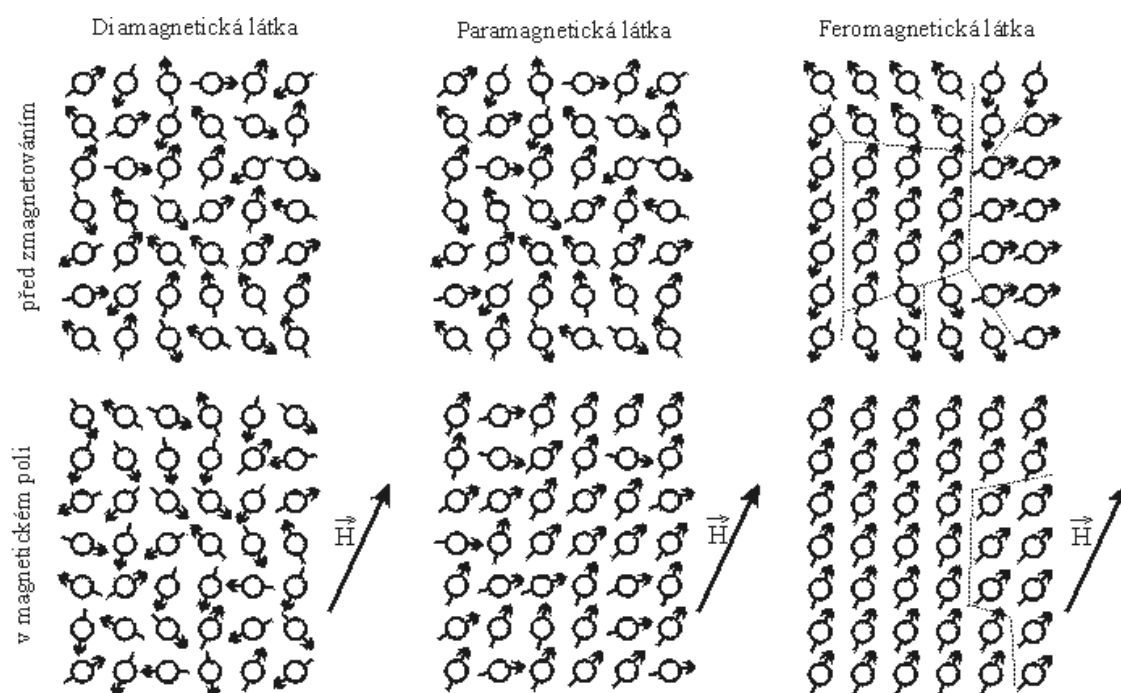 Diamagnetická látka
Paramagnetická látka
Feromagnetická látka
před zmagnetováním
v magnetickém poli
H
H
H